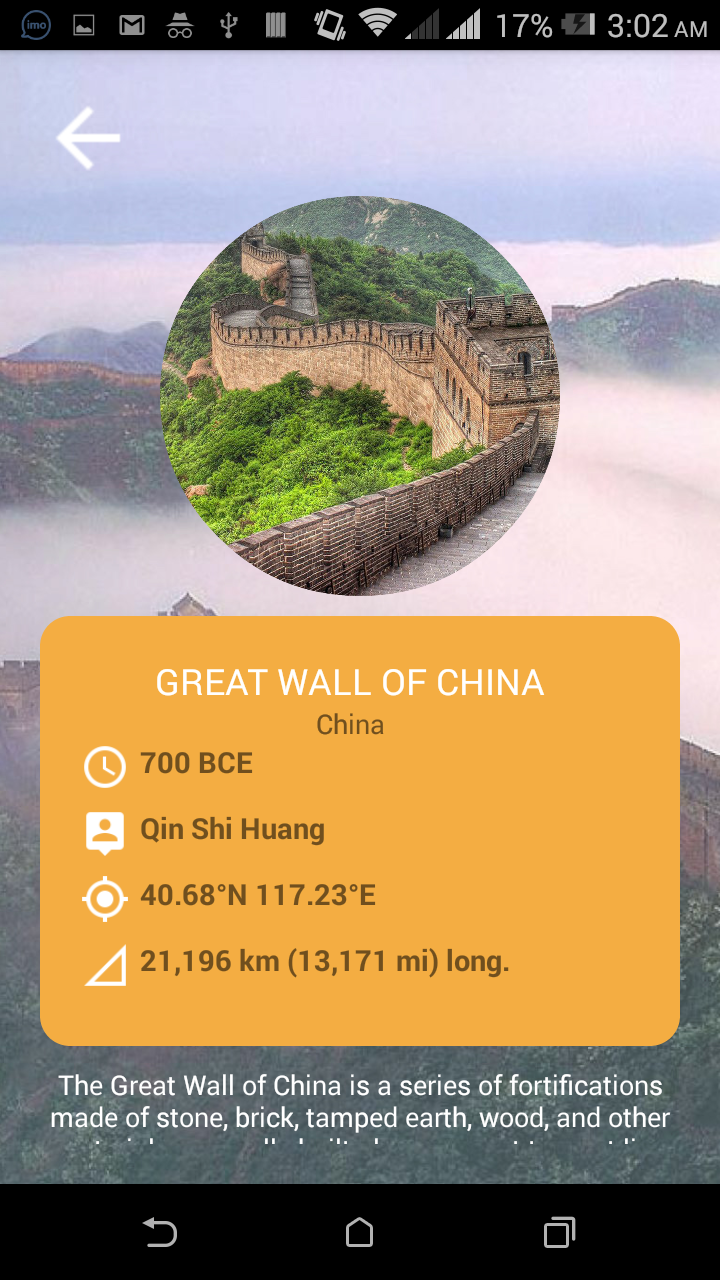 imo
17%
3:02 AM
GREAT WALL OF CHINA
China
700 BCE
Qin Shi Huang
40.68°N 117.23°E
21,196 km (13,171 mi) long.
The Great Wall of China is a series of fortifications
made of stone, brick, tamped earth, wood, and other